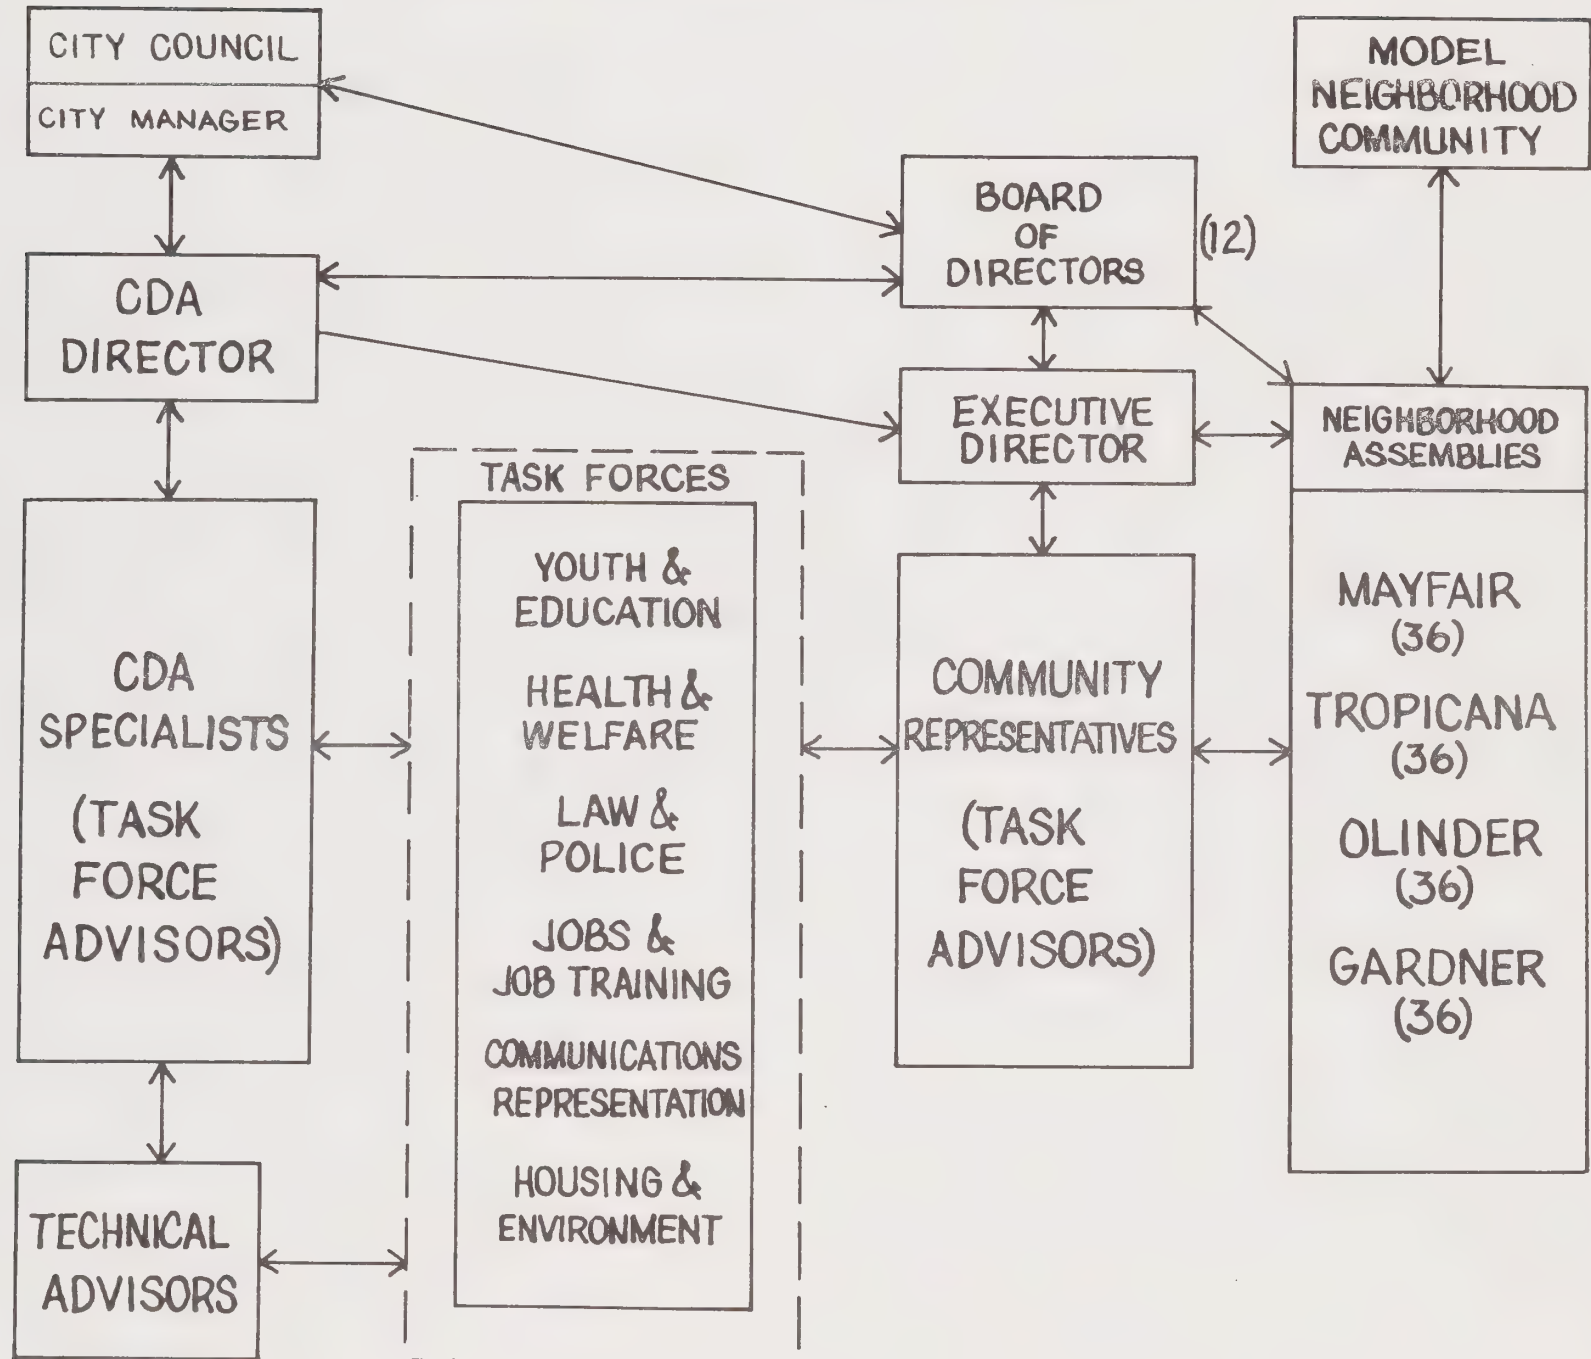 CITY COUNCIL
CITY MANAGER
MODEL
NEIGHBORHOOD
COMMUNITY
BOARD
OF
DIRECTORS
(12)
CDA
DIRECTOR
EXECUTIVE
DIRECTOR
NEIGHBORHOOD
ASSEMBLIES
TASK FORCES
YOUTH &
EDUCATION
HEALTH &
WELFARE
LAW &
POLICE
JOBS &
JOB TRAINING
COMMUNICATIONS
REPRESENTATION
HOUSING &
ENVIRONMENT
CDA
SPECIALISTS
(TASK
FORCE
ADVISORS)
COMMUNITY
REPRESENTATIVES
(TASK
FORCE
ADVISORS)
MAYFAIR
(36)
TROPICANA
(36)
OLINDER
(36)
GARDNER
(36)
TECHNICAL
ADVISORS